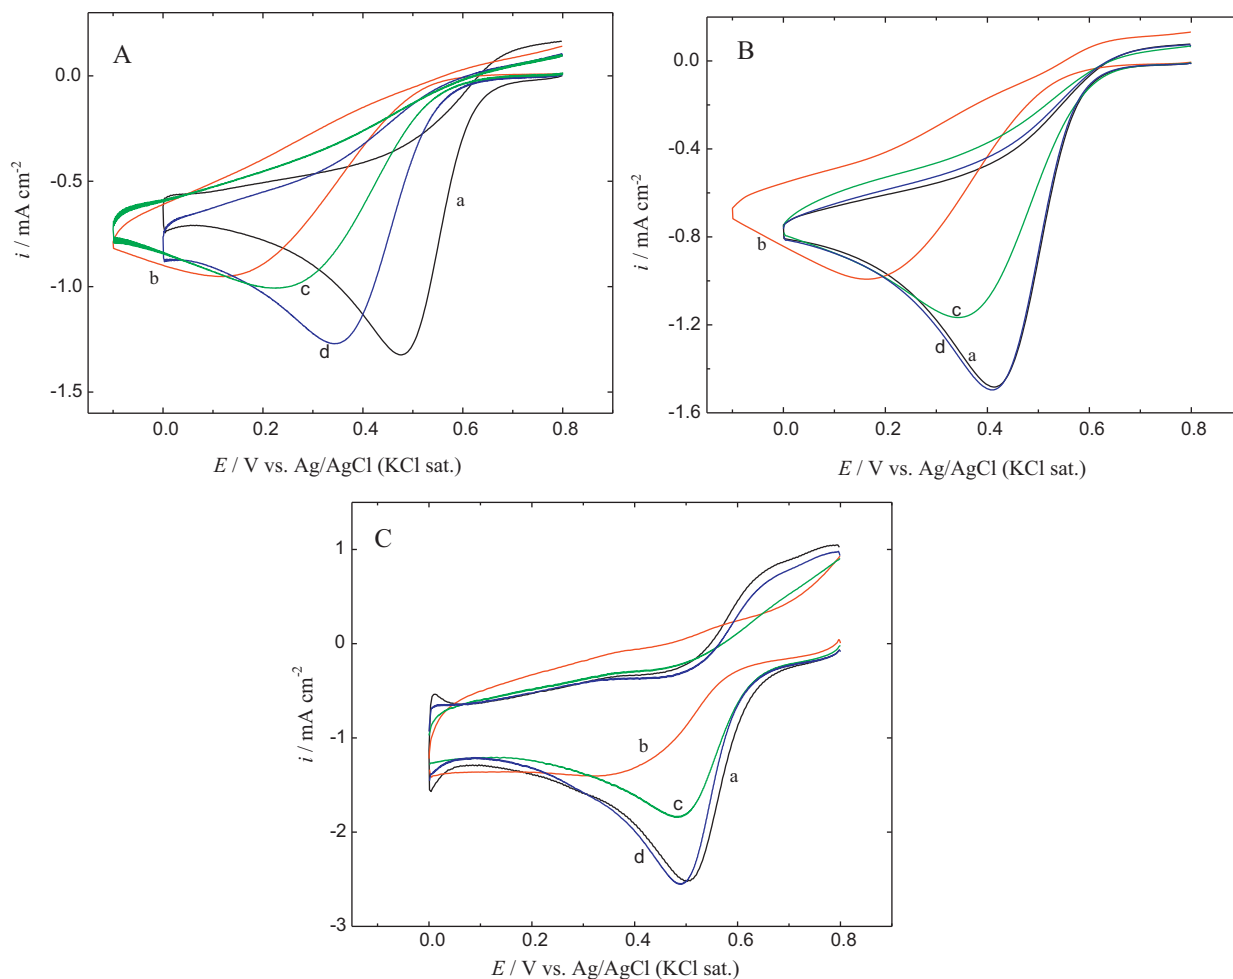 A
0.0
-0.5
-1.0
-1.5
i / mA cm-2
a
b
c
d
0.0 0.2 0.4 0.6 0.8
E / V vs. Ag/AgCl (KCl sat.)
B
0.0
-0.4
-0.8
-1.2
-1.6
i / mA cm-2
b
c
d
a
0.0 0.2 0.4 0.6 0.8
E / V vs. Ag/AgCl (KCl sat.)
C
1
0
-1
-2
-3
i / mA cm-2
b
a
c
d
0.0 0.2 0.4 0.6 0.8
E / V vs. Ag/AgCl (KCl sat.)